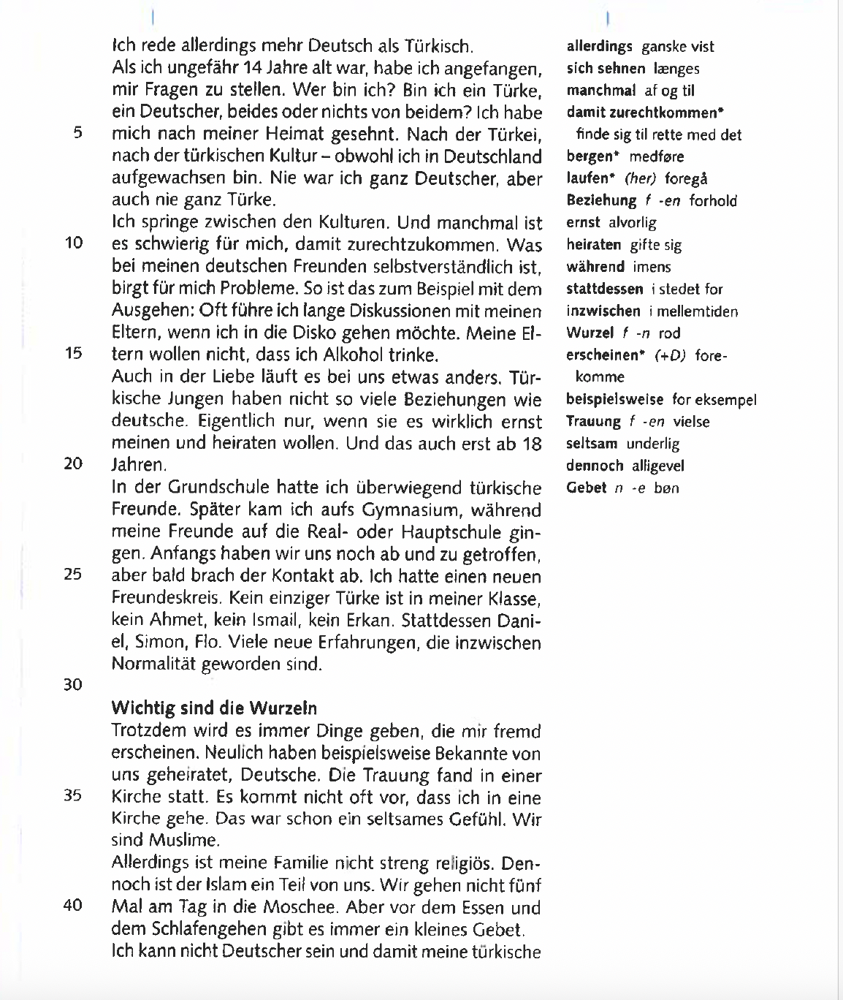 Ich rede allerdings mehr Deutsch als Türkisch.
Als ich ungefähr 14 Jahre alt war, habe ich angefangen,
mir Fragen zu stellen. Wer bin ich? Bin ich ein Türke,
ein Deutscher, beides oder nichts von beidem? Ich habe
5 mich nach meiner Heimat gesehnt. Nach der Türkei,
nach der türkischen Kultur – obwohl ich in Deutschland
aufgewachsen bin. Nie war ich ganz Deutscher, aber
auch nie ganz Türke.
Ich springe zwischen den Kulturen. Und manchmal ist
10 es schwierig für mich, damit zurechtzukommen. Was
bei meinen deutschen Freunden selbstverständlich ist,
birgt für mich Probleme. So ist das zum Beispiel mit dem
Ausgehen: Oft führe ich lange Diskussionen mit meinen
Eltern, wenn ich in die Disko gehen möchte. Meine El-
15 tern wollen nicht, dass ich Alkohol trinke.
Auch in der Liebe läuft es bei uns etwas anders. Tür-
kische Jungen haben nicht so viele Beziehungen wie
deutsche. Eigentlich nur, wenn sie es wirklich ernst
meinen und heiraten wollen. Und das auch erst ab 18
20 Jahren.
In der Grundschule hatte ich überwiegend türkische
Freunde. Später kam ich aufs Gymnasium, während
meine Freunde auf die Real- oder Hauptschule gin-
gen. Anfangs haben wir uns noch ab und zu getroffen,
25 aber bald brach der Kontakt ab. Ich hatte einen neuen
Freundeskreis. Kein einziger Türke ist in meiner Klasse,
kein Ahmet, kein Ismail, kein Erkan. Stattdessen Dani-
el, Simon, Flo. Viele neue Erfahrungen, die inzwischen
Normalität geworden sind.
30
Wichtig sind die Wurzeln
Trotzdem wird es immer Dinge geben, die mir fremd
erscheinen. Neulich haben beispielsweise Bekannte von
uns geheiratet, Deutsche. Die Trauung fand in einer
35 Kirche statt. Es kommt nicht oft vor, dass ich in eine
Kirche gehe. Das war schon ein seltsames Gefühl. Wir
sind Muslime.
Allerdings ist meine Familie nicht streng religiös. Den-
noch ist der Islam ein Teil von uns. Wir gehen nicht fünf
40 Mal am Tag in die Moschee. Aber vor dem Essen und
dem Schlafengehen gibt es immer ein kleines Gebet.
Ich kann nicht Deutscher sein und damit meine türkische
allerdings ganske vist
sich sehnen længes
manchmal af og til
damit zurechtkommen*
finde sig til rette med det
bergen* medføre
laufen* (her) foregå
Beziehung f -en forhold
ernst alvorlig
heiraten gifte sig
während imens
stattdessen i stedet for
inzwischen i mellemtiden
Wurzel f -n rod
erscheinen* (+D) fore-
komme
beispielsweise for eksempel
Trauung f -en vielse
seltsam underlig
dennoch alligevel
Gebet n -e bøn